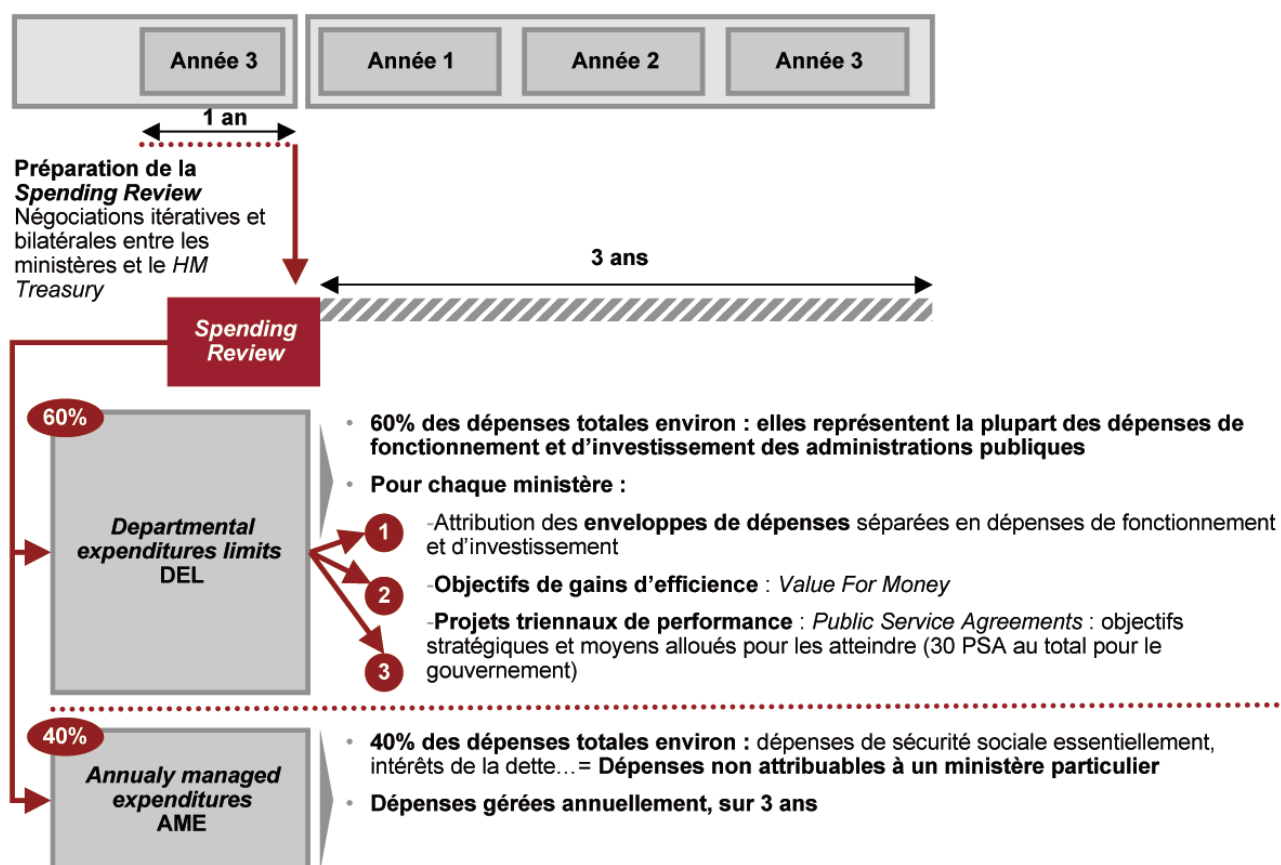 Année 3
Année 1
Année 2
Année 3
1 an
Préparation de la
Spending Review
Négociations itératives et
bilatérales entre les
ministères et le HM
Treasury
3 ans
Spending
Review
60%
Departmental
expenditures limits
DEL
• 60% des dépenses totales environ : elles représentent la plupart des dépenses de
fonctionnement et d’investissement des administrations publiques
• Pour chaque ministère :
1
-Attribution des enveloppes de dépenses séparées en dépenses de fonctionnement
et d’investissement
2
-Objectifs de gains d’efficience : Value For Money
3
-Projets triennaux de performance : Public Service Agreements : objectifs
stratégiques et moyens alloués pour les atteindre (30 PSA au total pour le
gouvernement)
40%
Annualy managed
expenditures
AME
• 40% des dépenses totales environ : dépenses de sécurité sociale essentiellement,
intérêts de la dette…= Dépenses non attribuables à un ministère particulier
• Dépenses gérées annuellement, sur 3 ans